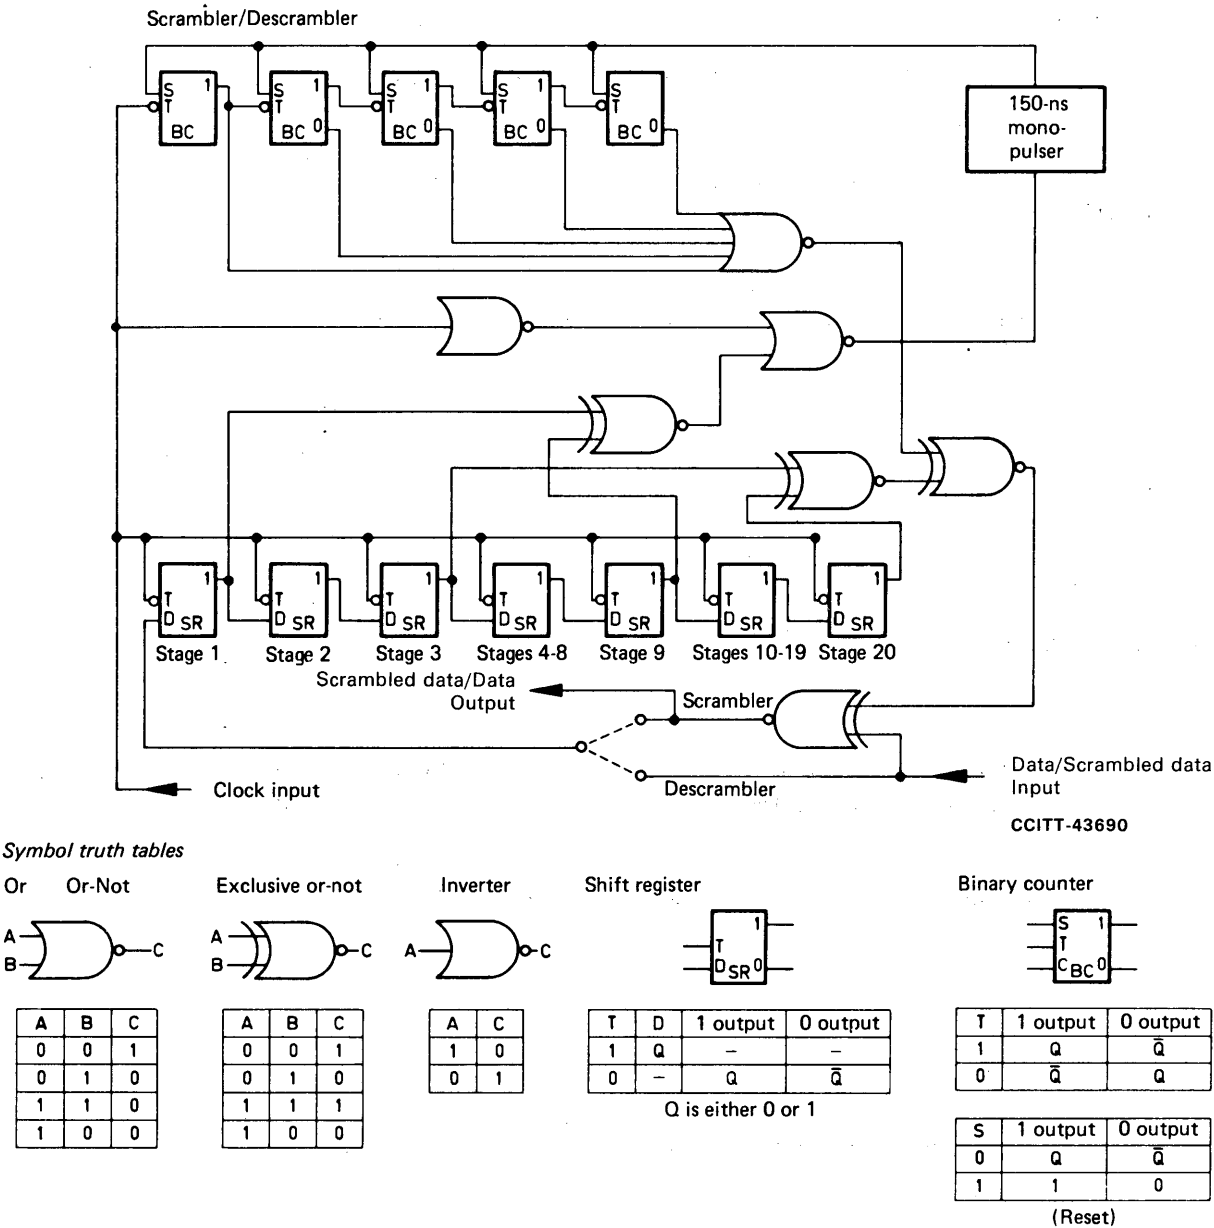 Scrambler/Descrambler
S 1 S 1 S 1 S 1 S
T T T T T
BC BC 0 BC 0 BC 0 BC 0
150-ns
mono-
pulser
1 1 1 1 1 1 1
T T T T T T T
D SR D SR D SR D SR D SR D SR D SR
Stage 1 Stage 2 Stage 3 Stages 4-8 Stage 9 Stages 10-19 Stage 20
Scrambled data/Data
Output
Scrambler
Descrambler
Data/Scrambled data
Input
Clock input
CCITT-43690
Symbol truth tables
Or Or-Not Exclusive or-not Inverter Shift register Binary counter
A
B
C
A
B
C
A C
T 1
D SR 0
S 1
T
C BC 0
A B C
0 0 1
0 1 0
1 1 0
1 0 0
A B C
0 0 1
0 1 0
1 1 1
1 0 0
A C
1 0
0 1
T D 1 output 0 output
1 Q – –
0 – Q Q̅
Q is either 0 or 1
T 1 output 0 output
1 Q Q̅
0 Q̅ Q
S 1 output 0 output
0 Q Q̅
1 1 0
(Reset)